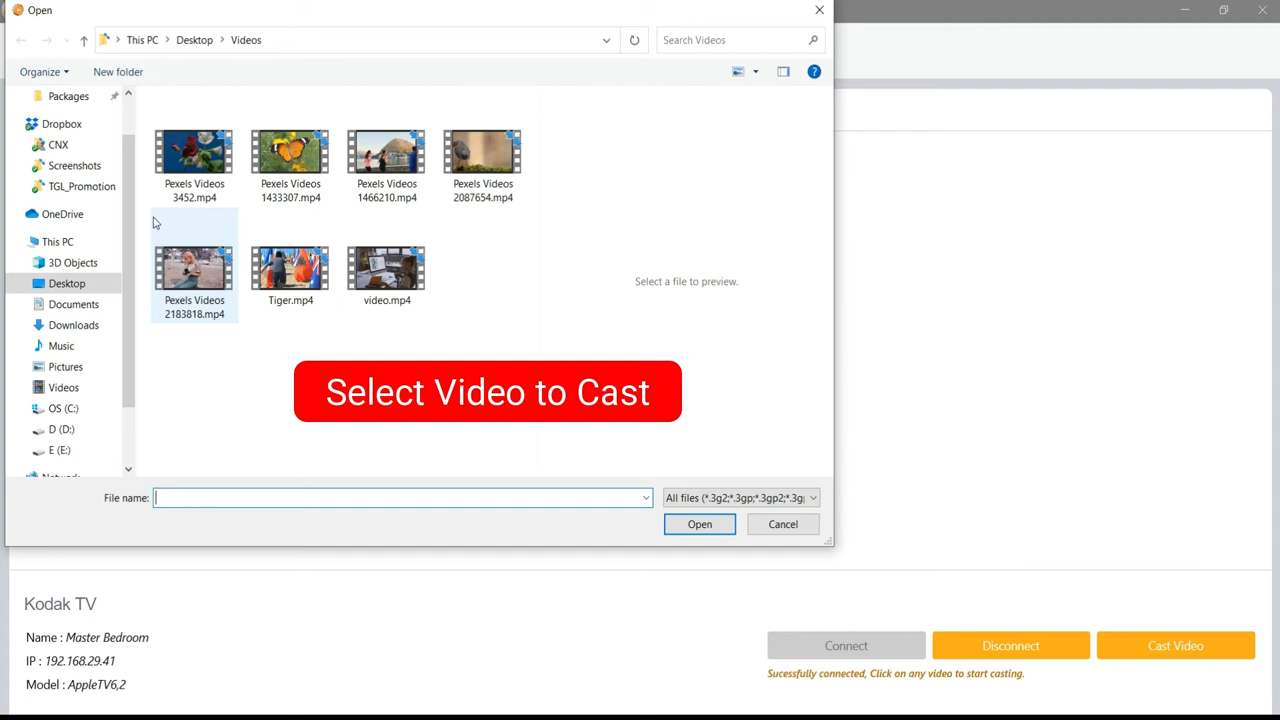 Open
This PC > Desktop > Videos
Search Videos
Organize
New folder
Packages
Dropbox
CNX
Screenshots
TGL_Promotion
OneDrive
This PC
3D Objects
Desktop
Documents
Downloads
Music
Pictures
Videos
OS (C:)
D (D:)
E (E:)
Pexels Videos
3452.mp4
Pexels Videos
1433307.mp4
Pexels Videos
1466210.mp4
Pexels Videos
2087654.mp4
Pexels Videos
2183818.mp4
Tiger.mp4
video.mp4
Select a file to preview.
Select Video to Cast
File name:
All files (*.3g2;*.3gp;*.3gp2;*.3g
Open
Cancel
Kodak TV
Name : Master Bedroom
IP : 192.168.29.41
Model : AppleTV6,2
Connect
Disconnect
Cast Video
Sucessfully connected, Click on any video to start casting.